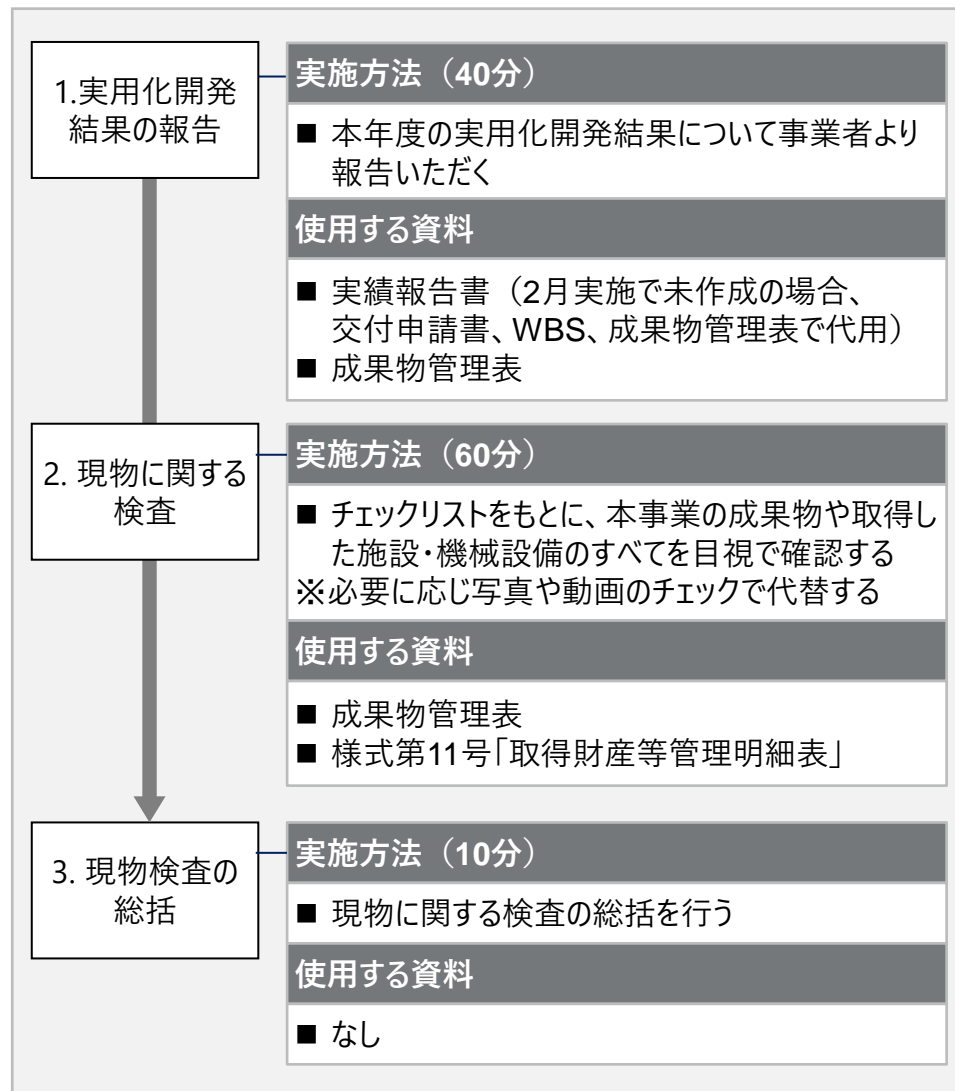 1.実用化開発
結果の報告
実施方法（40分）
■ 本年度の実用化開発結果について事業者より
報告いただく
使用する資料
■ 実績報告書（2月実施で未作成の場合、
交付申請書、WBS、成果物管理表で代用）
■ 成果物管理表
2. 現物に関する
検査
実施方法（60分）
■ チェックリストをもとに、本事業の成果物や取得し
た施設・機械設備のすべてを目視で確認する
※必要に応じ写真や動画のチェックで代替する
使用する資料
■ 成果物管理表
■ 様式第11号「取得財産等管理明細表」
3. 現物検査の
総括
実施方法（10分）
■ 現物に関する検査の総括を行う
使用する資料
■ なし